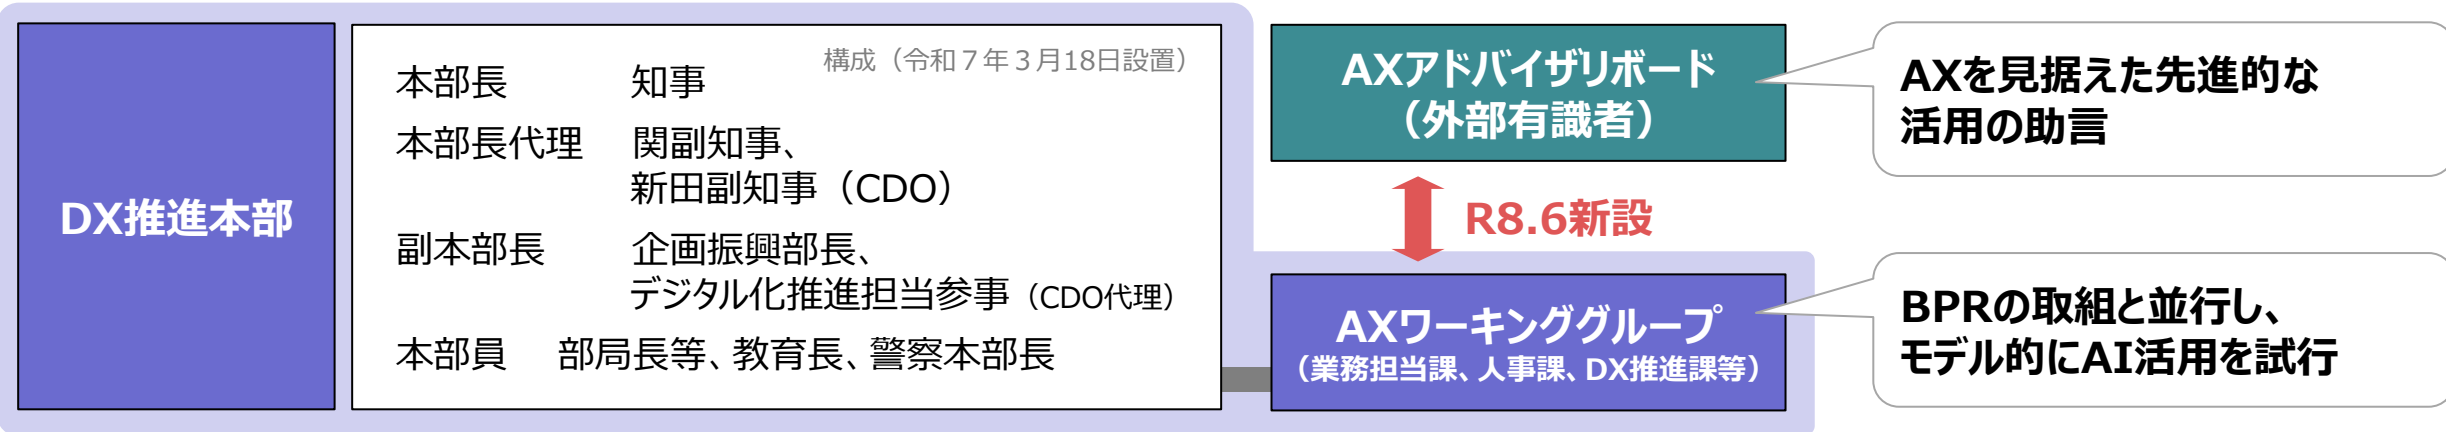 DX推進本部
構成（令和７年３月18日設置）
本部長 知事
本部長代理 関副知事、
新田副知事（CDO）
副本部長 企画振興部長、
デジタル化推進担当参事（CDO代理）
本部員 部局長等、教育長、警察本部長
AXアドバイザリボード
（外部有識者）
AXを見据えた先進的な
活用の助言
R8.6新設
AXワーキンググループ
（業務担当課、人事課、DX推進課等）
BPRの取組と並行し、
モデル的にAI活用を試行